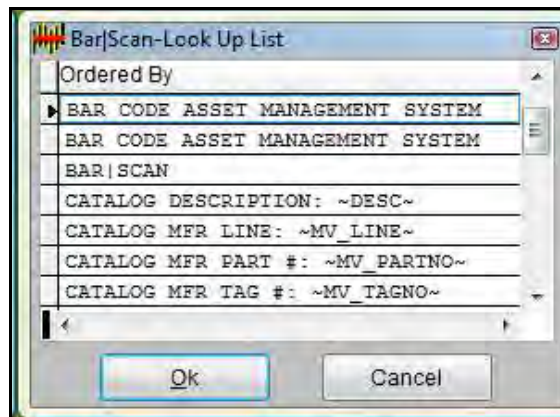 Bar|Scan-Look Up List
Ordered By
BAR CODE ASSET MANAGEMENT SYSTEM
BAR CODE ASSET MANAGEMENT SYSTEM
BAR|SCAN
CATALOG DESCRIPTION: ~DESC~
CATALOG MFR LINE: ~MV_LINE~
CATALOG MFR PART #: ~MV_PARTNO~
CATALOG MFR TAG #: ~MV_TAGNO~
Ok Cancel